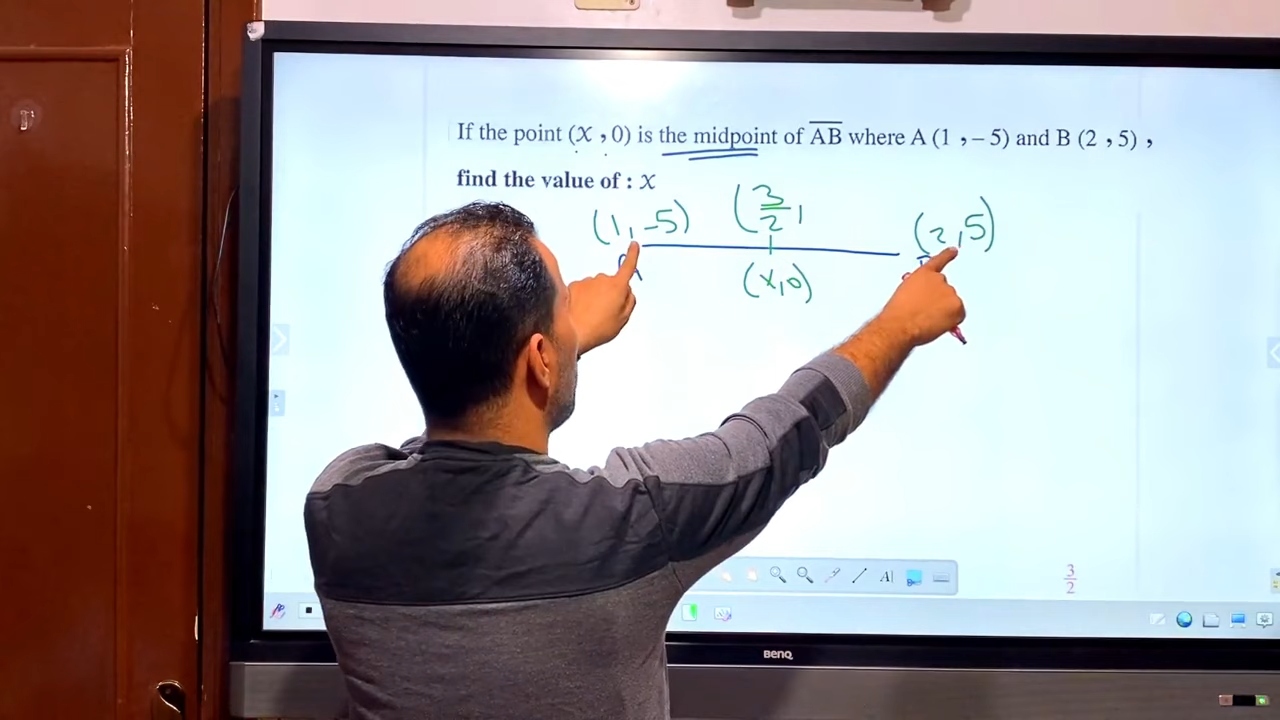 If the point (x , 0) is the midpoint of AB where A (1 , – 5) and B (2 , 5) ,
find the value of : x
(1, -5) (3/2 , (2, 5)
(x, 0)
A|
3/2
BenQ